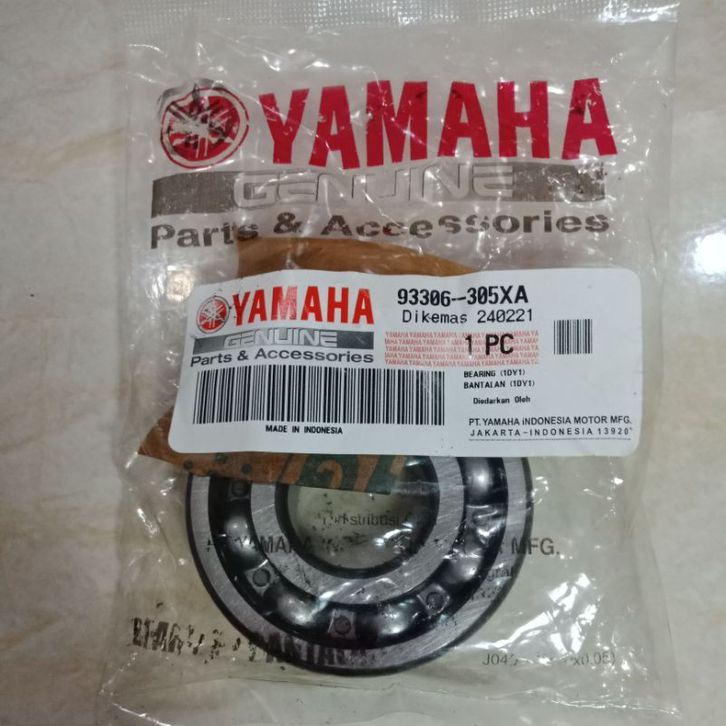 YAMAHA
GENUINE
Parts & Accessories
YAMAHA
GENUINE
Parts & Accessories
93306--305XA
Dikemas 240221
1 PC
BEARING (1DY1)
BANTALAN (1DY1)
Diedarkan Oleh
MADE IN INDONESIA
PT. YAMAHA INDONESIA MOTOR MFG.
JAKARTA-INDONESIA 13920
YAMAHA
MFG.